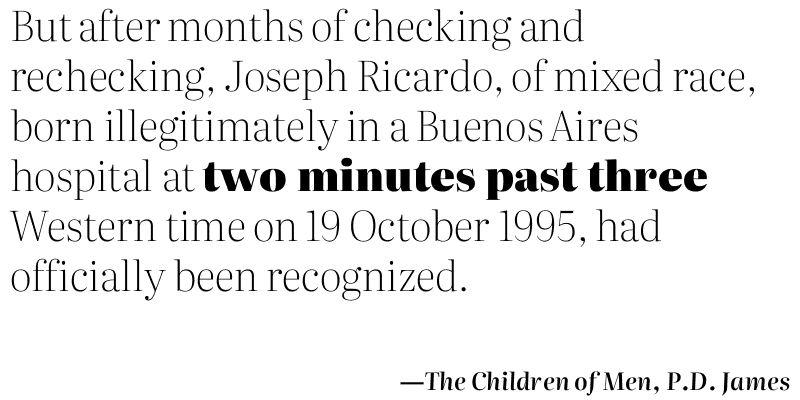 But after months of checking and
rechecking, Joseph Ricardo, of mixed race,
born illegitimately in a Buenos Aires
hospital at two minutes past three
Western time on 19 October 1995, had
officially been recognized.
—The Children of Men, P.D. James